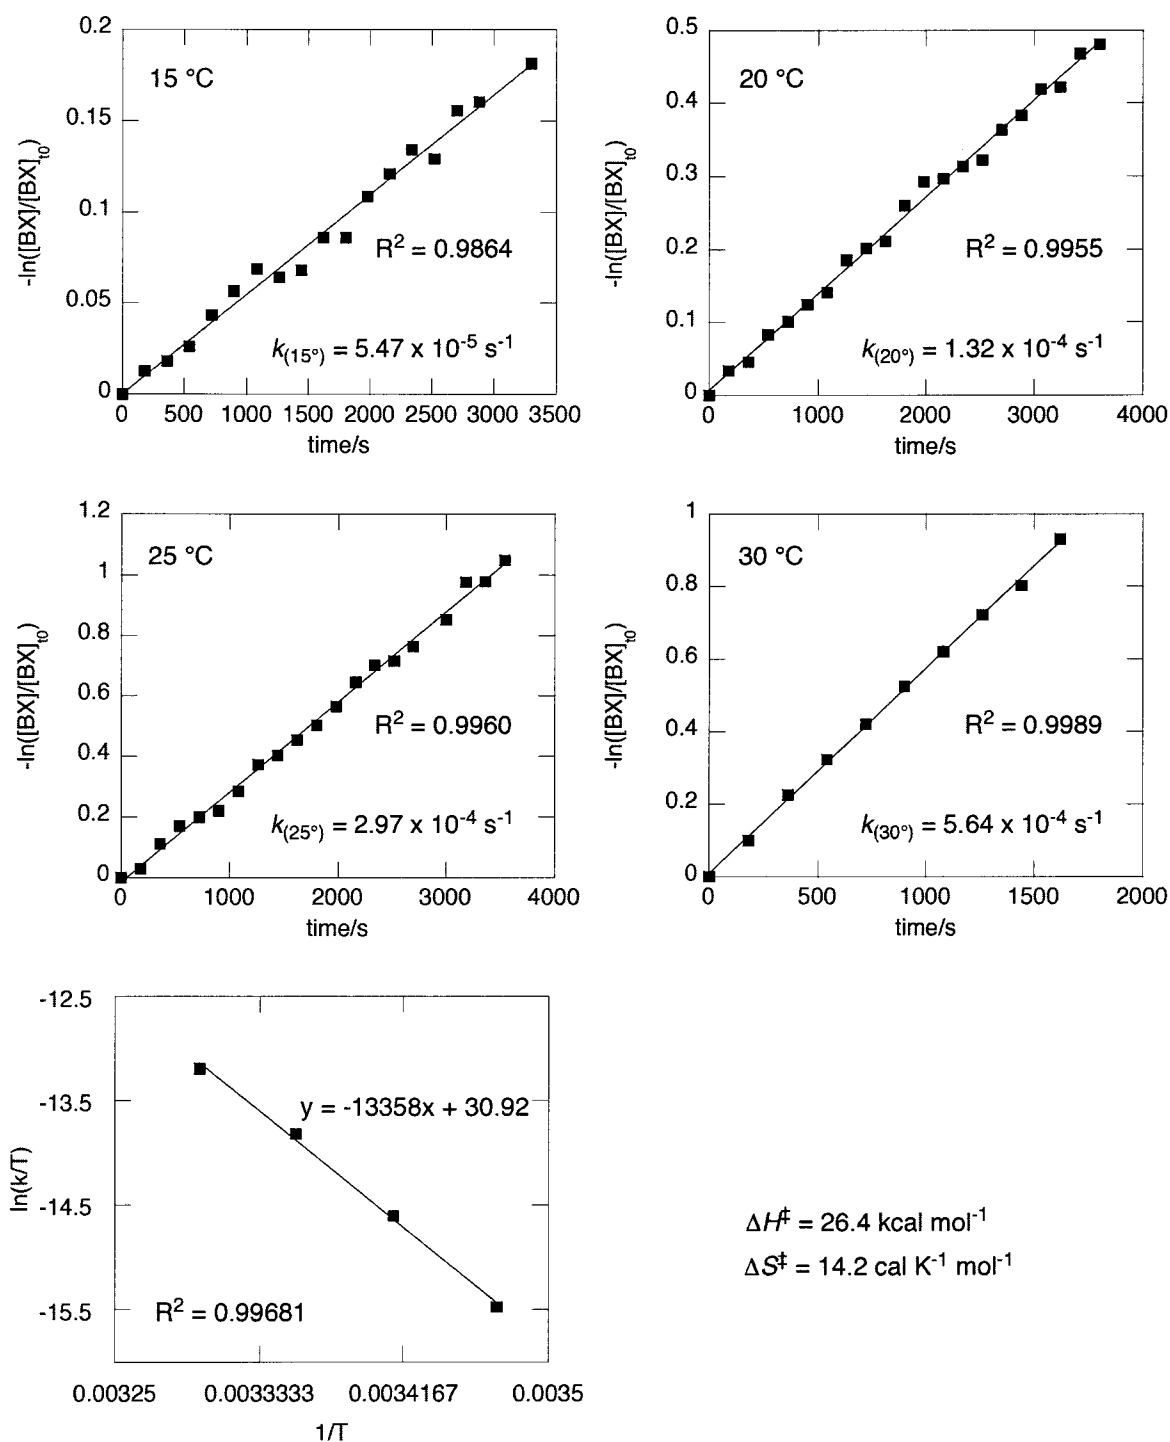 0.2
0.15
0.1
0.05
0
15 °C
-ln([BX]/[BX]t0)
R² = 0.9864
k(15°) = 5.47 x 10⁻⁵ s⁻¹
0 500 1000 1500 2000 2500 3000 3500
time/s
0.5
0.4
0.3
0.2
0.1
0
20 °C
-ln([BX]/[BX]t0)
R² = 0.9955
k(20°) = 1.32 x 10⁻⁴ s⁻¹
0 1000 2000 3000 4000
time/s
1.2
1
0.8
0.6
0.4
0.2
0
25 °C
-ln([BX]/[BX]t0)
R² = 0.9960
k(25°) = 2.97 x 10⁻⁴ s⁻¹
0 1000 2000 3000 4000
time/s
1
0.8
0.6
0.4
0.2
0
30 °C
-ln([BX]/[BX]t0)
R² = 0.9989
k(30°) = 5.64 x 10⁻⁴ s⁻¹
0 500 1000 1500 2000
time/s
-12.5
-13.5
-14.5
-15.5
ln(k/T)
y = -13358x + 30.92
R² = 0.99681
0.00325 0.0033333 0.0034167 0.0035
1/T
ΔH‡ = 26.4 kcal mol⁻¹
ΔS‡ = 14.2 cal K⁻¹ mol⁻¹